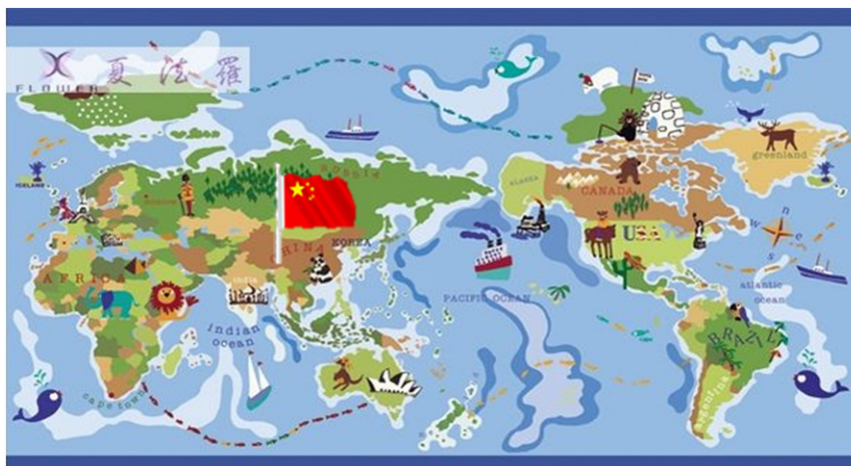 夏法羅
FLOWER
RUSSIA
alaska
CANADA
greenland
ICELAND
moscow
CHINA
KOREA
USA
n
w
e
s
AFRICA
india
PACIFIC OCEAN
atlantic
ocean
indian
ocean
BRAZIL
cape town
argentina